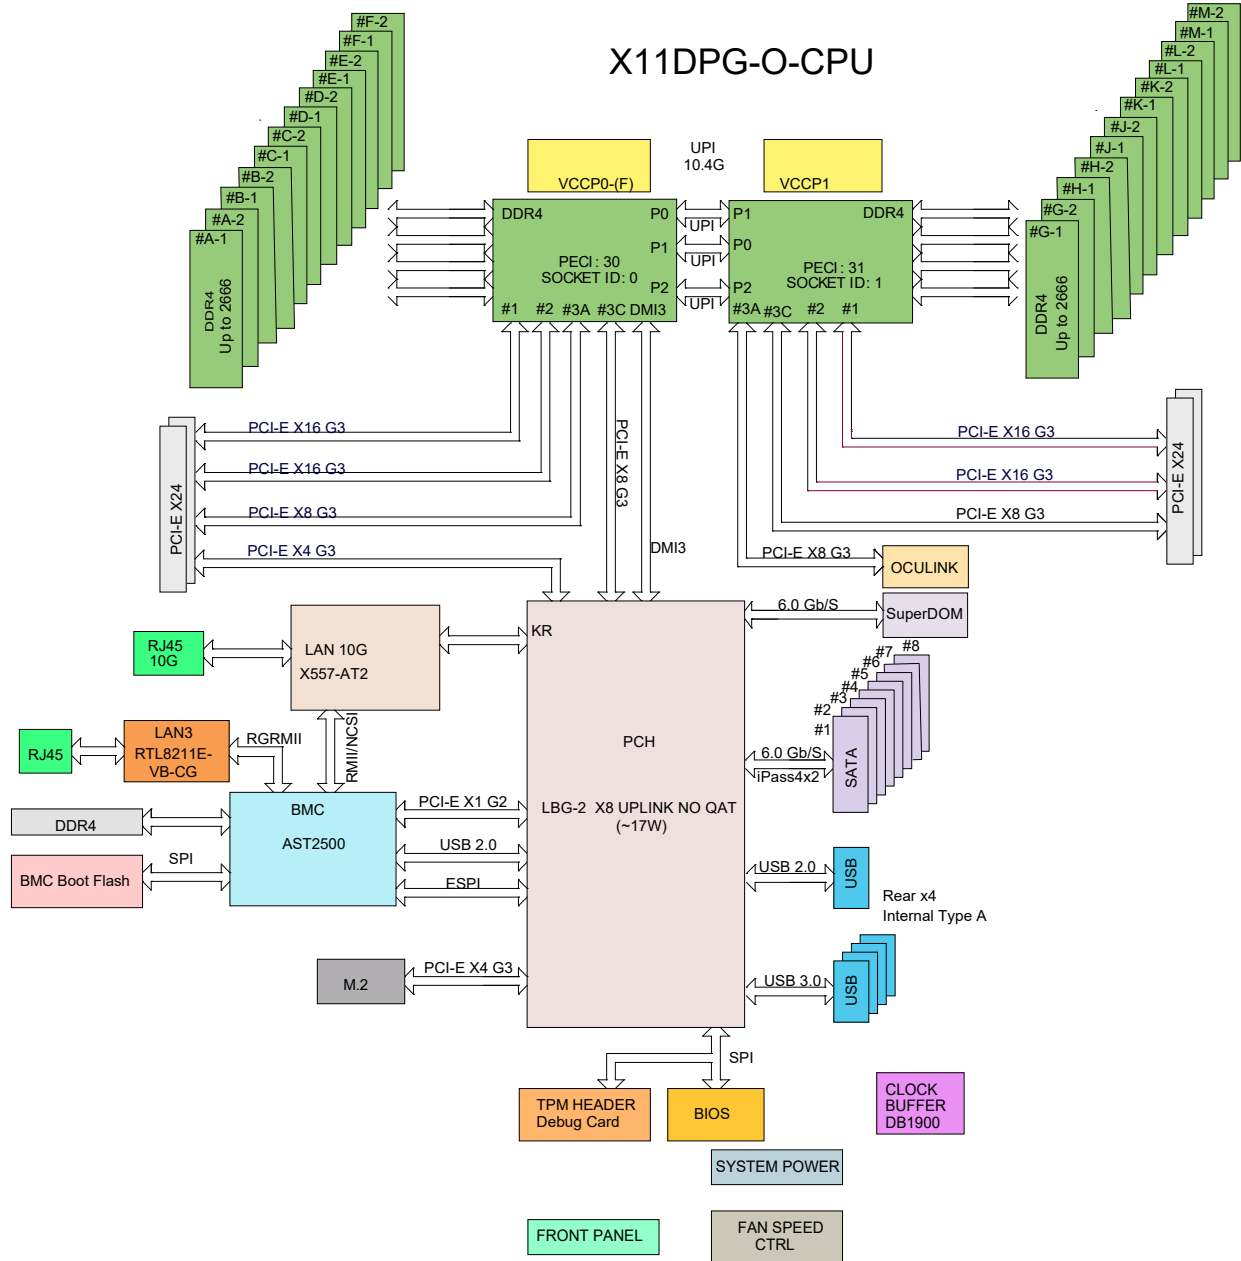 X11DPG-O-CPU
#F-2
#F-1
#E-2
#E-1
#D-2
#D-1
#C-2
#C-1
#B-2
#B-1
#A-2
#A-1
DDR4
Up to 2666
#M-2
#M-1
#L-2
#L-1
#K-2
#K-1
#J-2
#J-1
#H-2
#H-1
#G-2
#G-1
DDR4
Up to 2666
VCCP0-(F)
UPI
10.4G
VCCP1
DDR4
P0
P1
P2
PECI: 30
SOCKET ID: 0
#1
#2
#3A
#3C
DMI3
UPI
UPI
UPI
P1
P0
P2
DDR4
PECI: 31
SOCKET ID: 1
#3A
#3C
#2
#1
PCI-E X24
PCI-E X16 G3
PCI-E X16 G3
PCI-E X8 G3
PCI-E X4 G3
PCI-E X8 G3
DMI3
PCI-E X16 G3
PCI-E X16 G3
PCI-E X8 G3
PCI-E X24
PCI-E X8 G3
OCULINK
6.0 Gb/S
SuperDOM
RJ45
10G
LAN 10G
X557-AT2
KR
RJ45
LAN3
RTL8211E-
VB-CG
RGRMII
RMII/NCSI
PCH
LBG-2 X8 UPLINK NO QAT
(~17W)
#8
#7
#6
#5
#4
#3
#2
#1
6.0 Gb/S
iPass4x2
SATA
DDR4
BMC
AST2500
PCI-E X1 G2
USB 2.0
ESPI
SPI
BMC Boot Flash
USB 2.0
USB
Rear x4
Internal Type A
M.2
PCI-E X4 G3
USB 3.0
USB
SPI
TPM HEADER
Debug Card
BIOS
CLOCK
BUFFER
DB1900
SYSTEM POWER
FRONT PANEL
FAN SPEED
CTRL